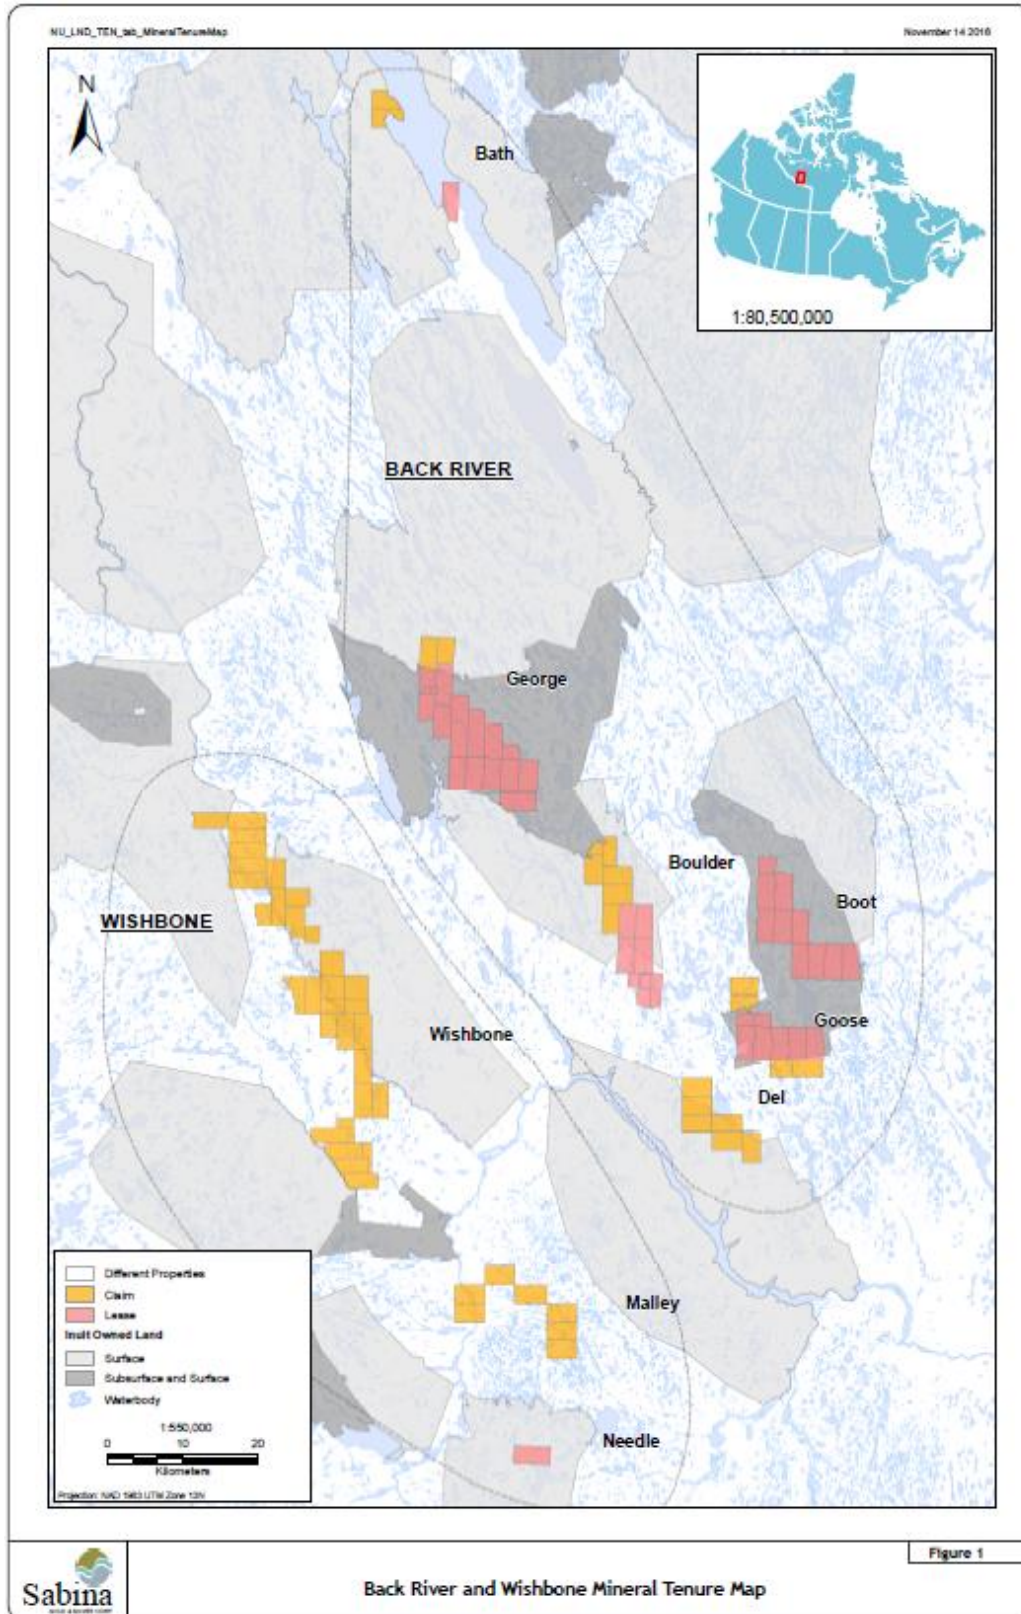 NU_LND_TEN_tab_MineralTenureMap
November 14 2016
N
Bath
1:80,500,000
BACK RIVER
George
Boulder
Boot
WISHBONE
Goose
Wishbone
Del
Malley
Needle
Different Properties
Claim
Lease
Inuit Owned Land
Surface
Subsurface and Surface
Waterbody
1:550,000
0 10 20
Kilometers
Projection: NAD 1983 UTM Zone 13N
Figure 1
Sabina
Back River and Wishbone Mineral Tenure Map